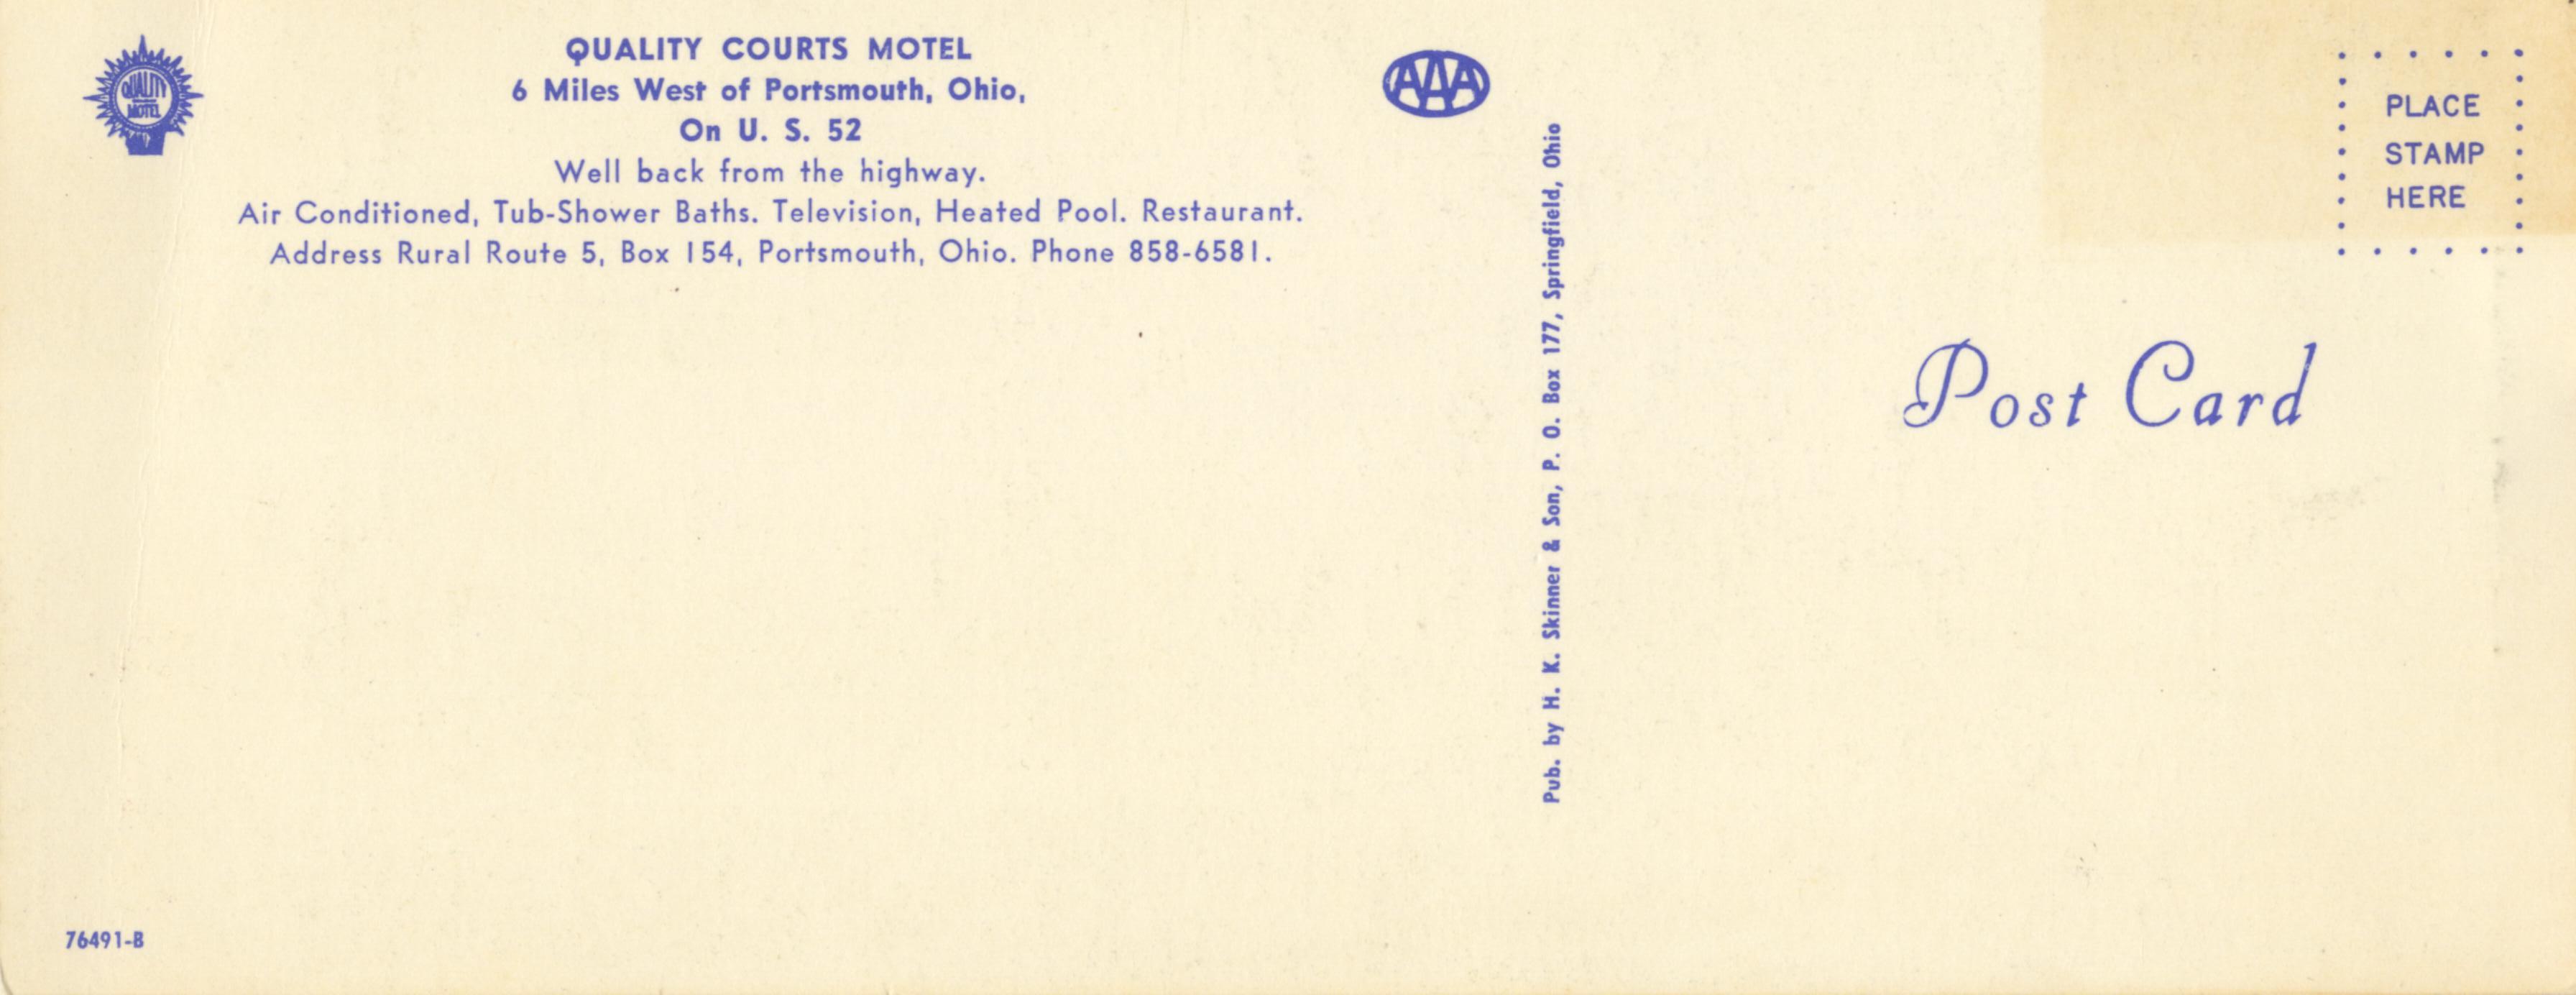 QUALITY MOTEL
QUALITY COURTS MOTEL
6 Miles West of Portsmouth, Ohio,
On U. S. 52
Well back from the highway.
Air Conditioned, Tub-Shower Baths. Television, Heated Pool. Restaurant.
Address Rural Route 5, Box 154, Portsmouth, Ohio. Phone 858-6581.
76491-B
AAA
Pub. by H. K. Skinner & Son, P. O. Box 177, Springfield, Ohio
PLACE
STAMP
HERE
Post Card